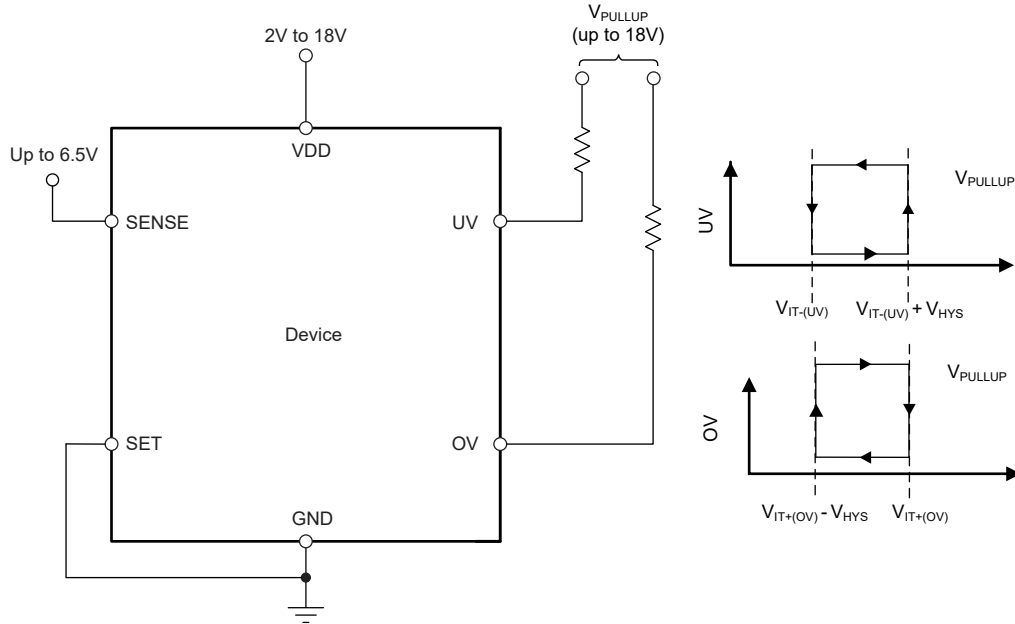 V_PULLUP
(up to 18V)
2V to 18V
VDD
Up to 6.5V
SENSE
UV
Device
SET
OV
GND
UV
V_PULLUP
V_IT-(UV)
V_IT-(UV) + V_HYS
OV
V_PULLUP
V_IT+(OV) - V_HYS
V_IT+(OV)